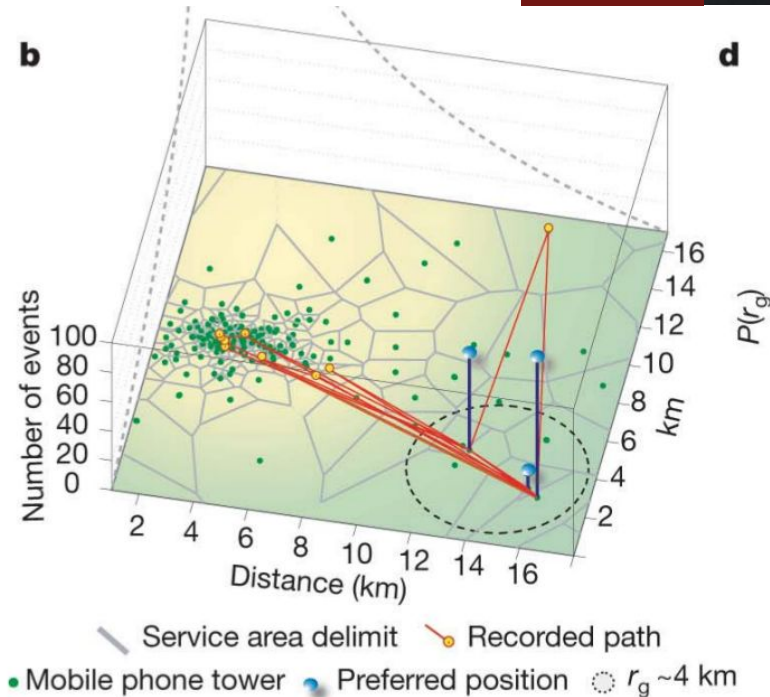 b
d
Number of events
100
80
60
40
20
0
2
4
6
8
10
12
14
16
Distance (km)
16
14
12
10
8
6
4
2
km
P(rg)
Service area delimit
Recorded path
Mobile phone tower
Preferred position
rg ~4 km